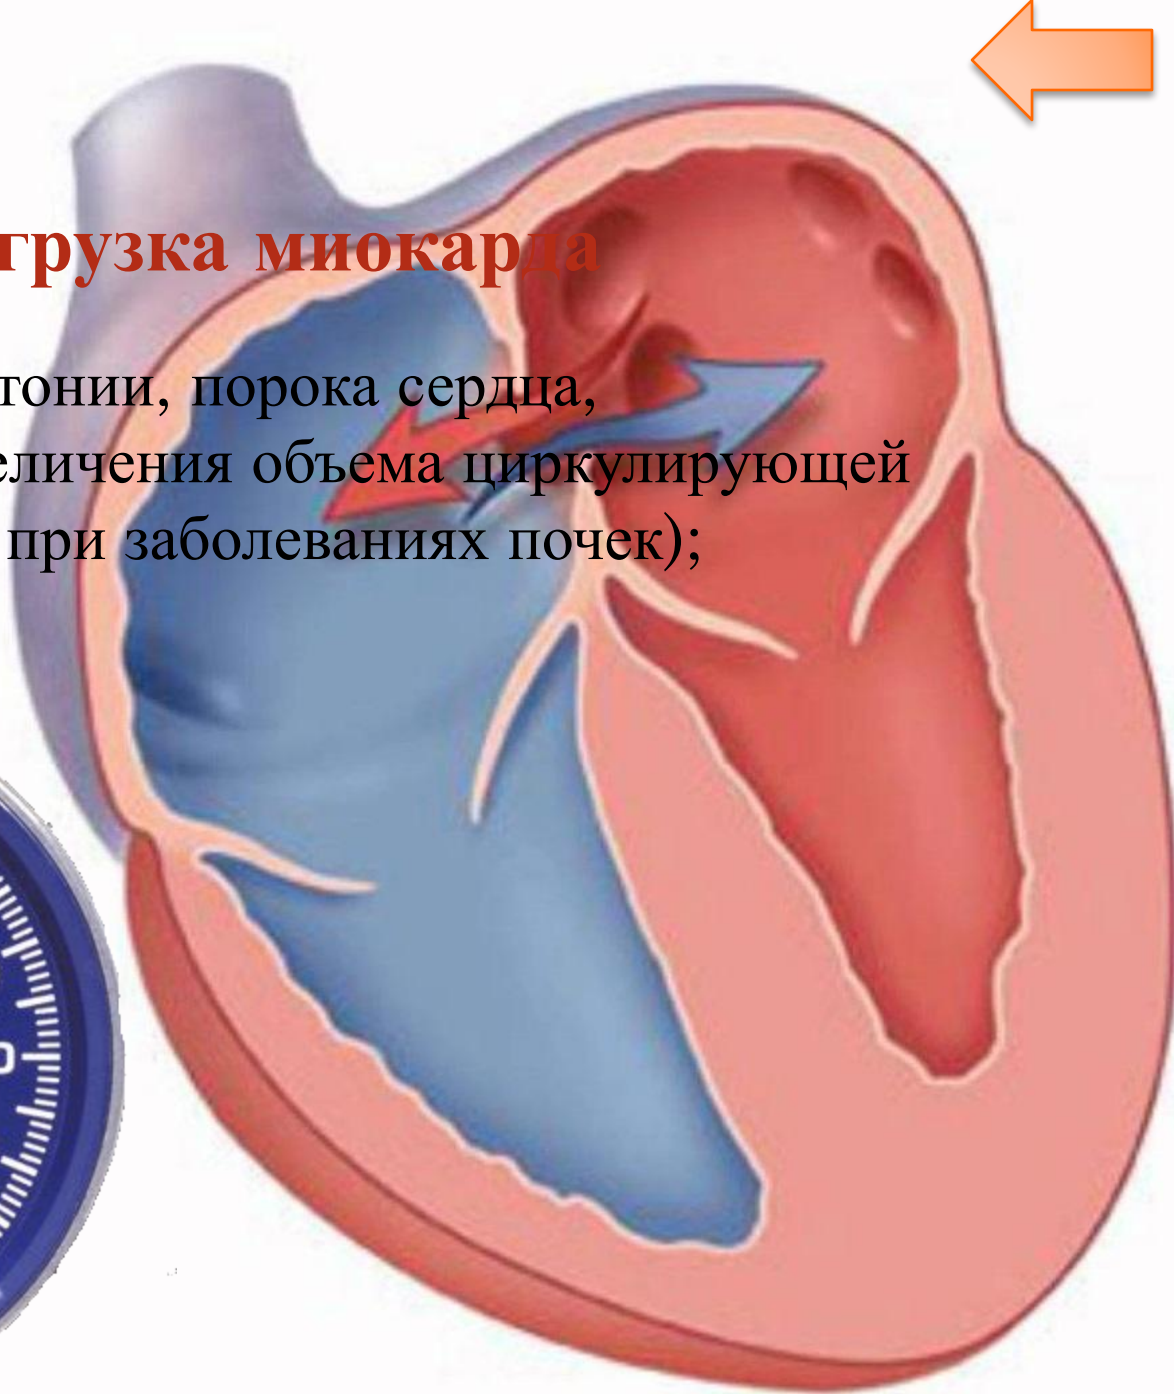 грузка миокарда
тонии, порока сердца,
еличения объема циркулирующей
при заболеваниях почек);